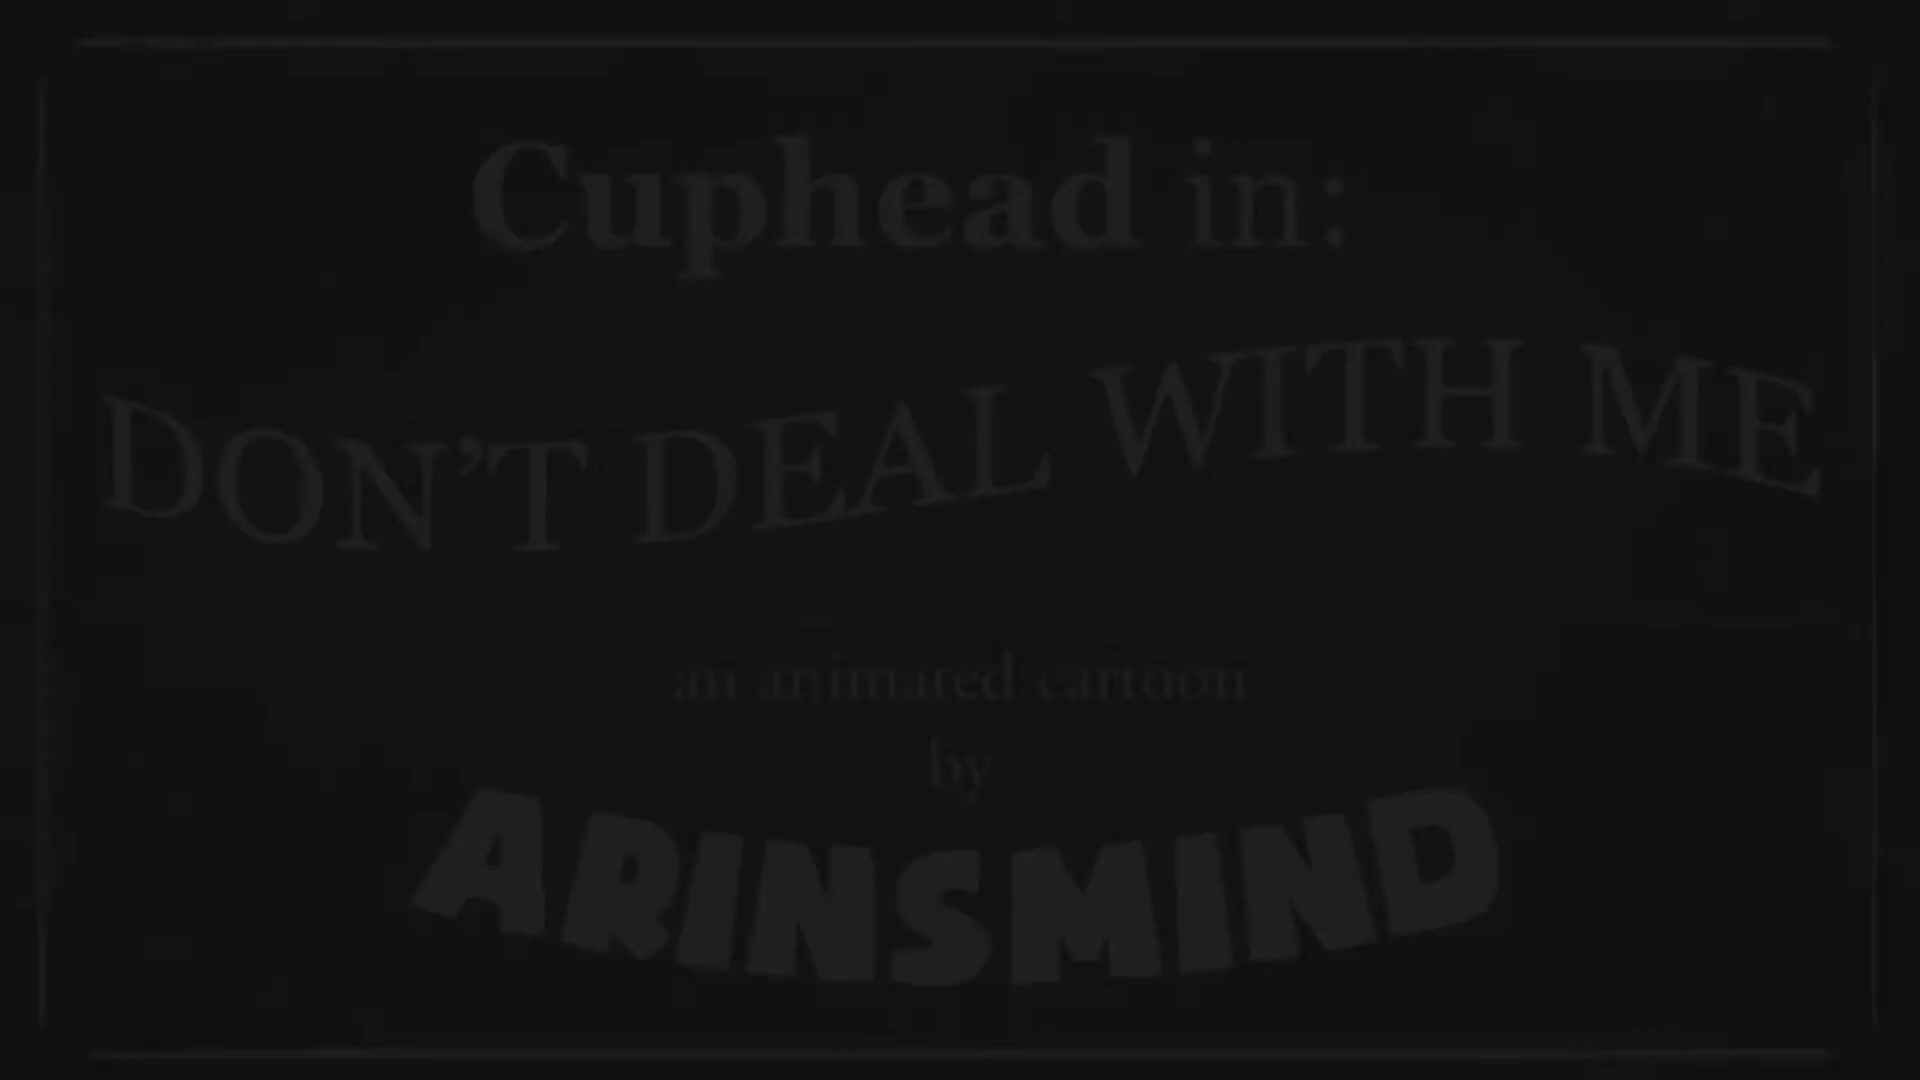 Cuphead in:
DON’T DEAL WITH ME
an animated cartoon
by
ARINSMIND